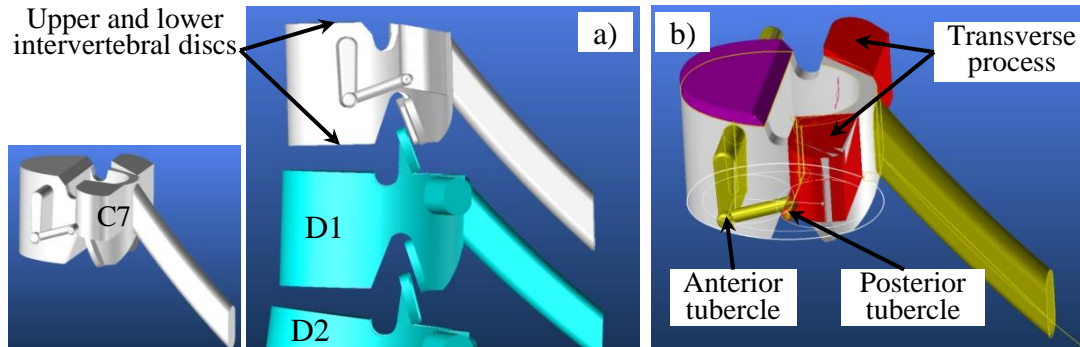 Upper and lower
intervertebral discs
a)
C7
D1
D2
b)
Transverse
process
Anterior
tubercle
Posterior
tubercle